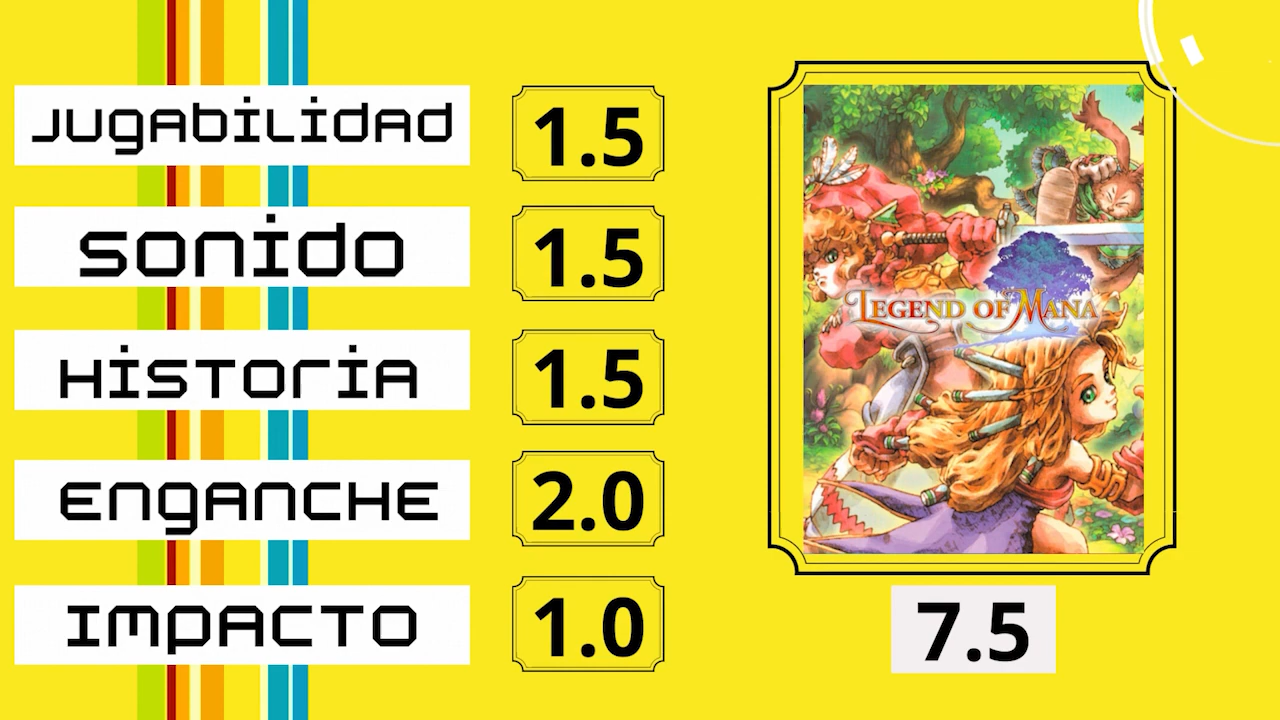 Jugabilidad
1.5
Sonido
1.5
Historia
1.5
Enganche
2.0
Impacto
1.0
Legend of Mana
7.5